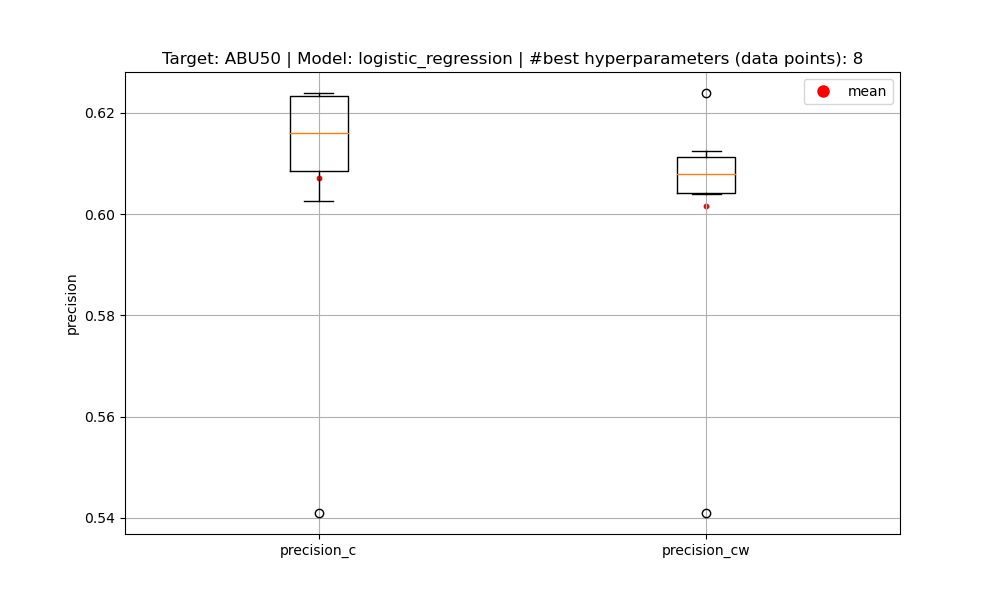 Target: ABU50 | Model: logistic_regression | #best hyperparameters (data points): 8
mean
0.62
0.60
0.58
0.56
0.54
precision
precision_c
precision_cw